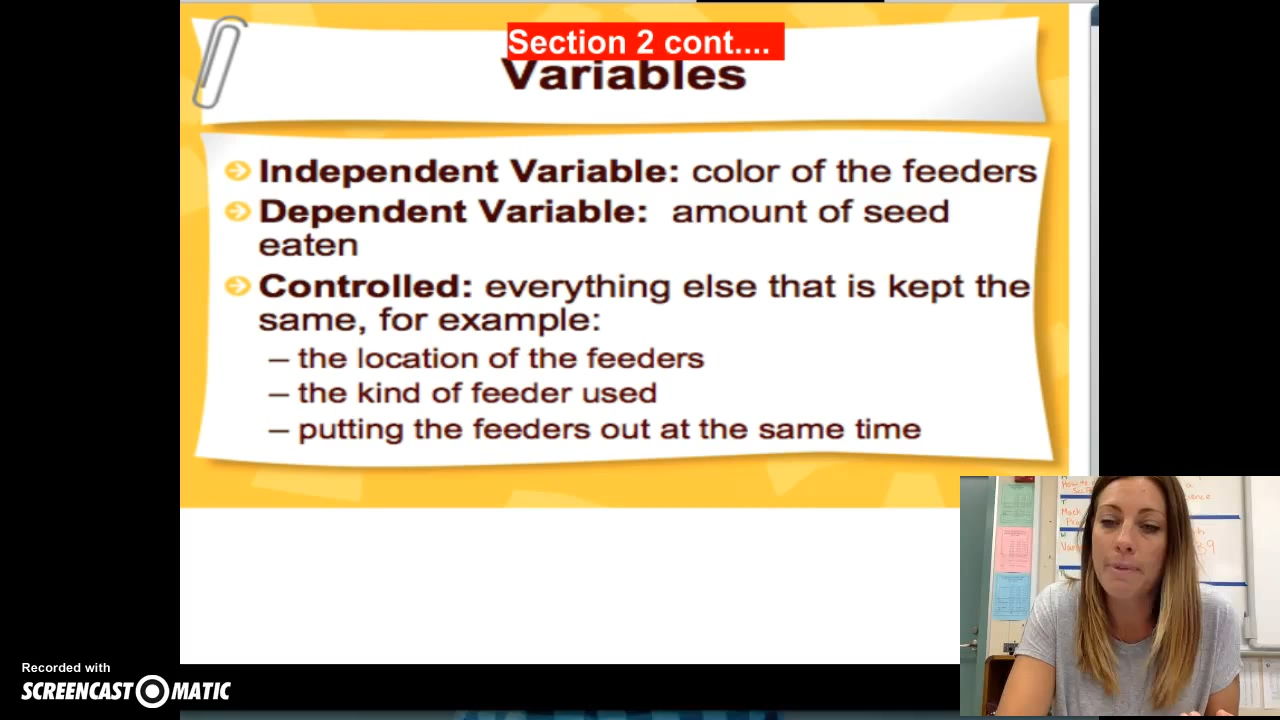 Section 2 cont....
Variables
Independent Variable: color of the feeders
Dependent Variable: amount of seed
eaten
Controlled: everything else that is kept the
same, for example:
– the location of the feeders
– the kind of feeder used
– putting the feeders out at the same time
Recorded with
SCREENCAST MATIC